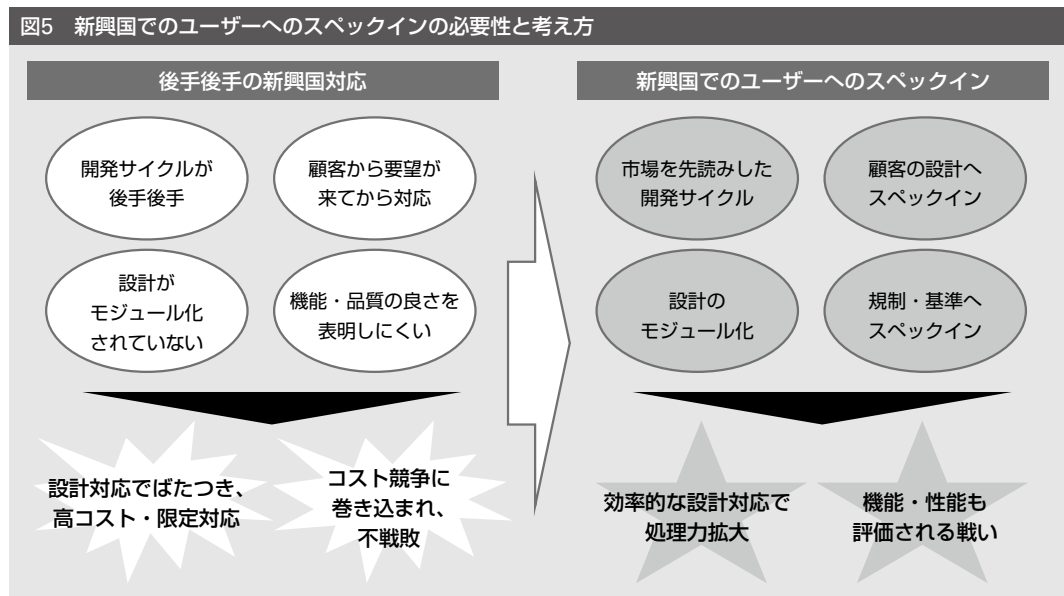 図5　新興国でのユーザーへのスペックインの必要性と考え方
後手後手の新興国対応
開発サイクルが
後手後手
顧客から要望が
来てから対応
設計が
モジュール化
されていない
機能・品質の良さを
表明しにくい
設計対応でばたつき、
高コスト・限定対応
コスト競争に
巻き込まれ、
不戦敗
新興国でのユーザーへのスペックイン
市場を先読みした
開発サイクル
顧客の設計へ
スペックイン
設計の
モジュール化
規制・基準へ
スペックイン
効率的な設計対応で
処理力拡大
機能・性能も
評価される戦い